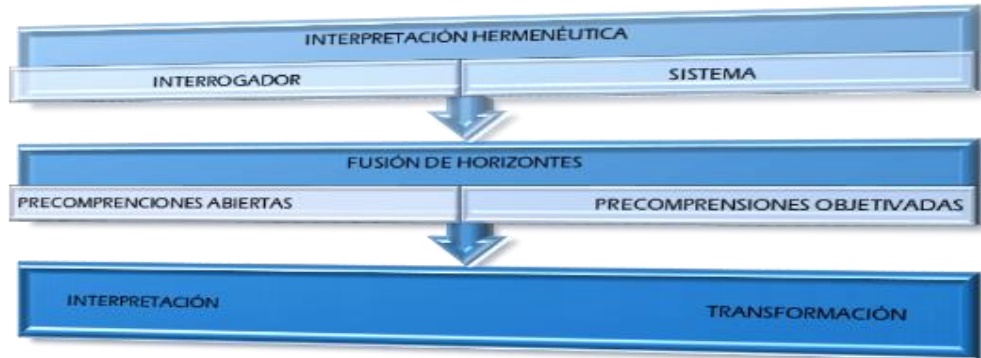 INTERPRETACIÓN HERMENÉUTICA
INTERROGADOR
SISTEMA
FUSIÓN DE HORIZONTES
PRECOMPRENCIONES ABIERTAS
PRECOMPRENSIONES OBJETIVADAS
INTERPRETACIÓN
TRANSFORMACIÓN